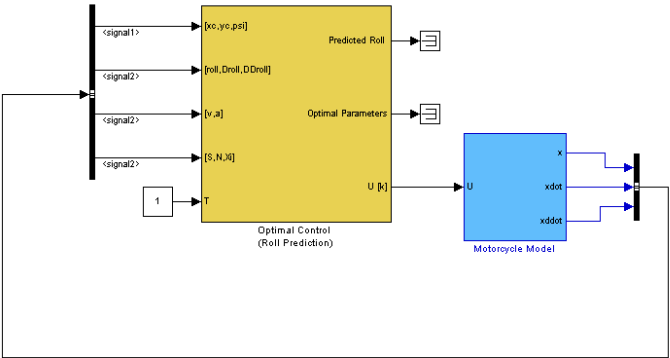 <signal1>
[xc,yc,psi]
Predicted Roll
<signal2>
[roll,Droll,DDroll]
<signal2>
[v,a]
Optimal Parameters
<signal2>
[S,N,Xi]
U [k]
1
T
Optimal Control
(Roll Prediction)
U
x
xdot
xddot
Motorcycle Model